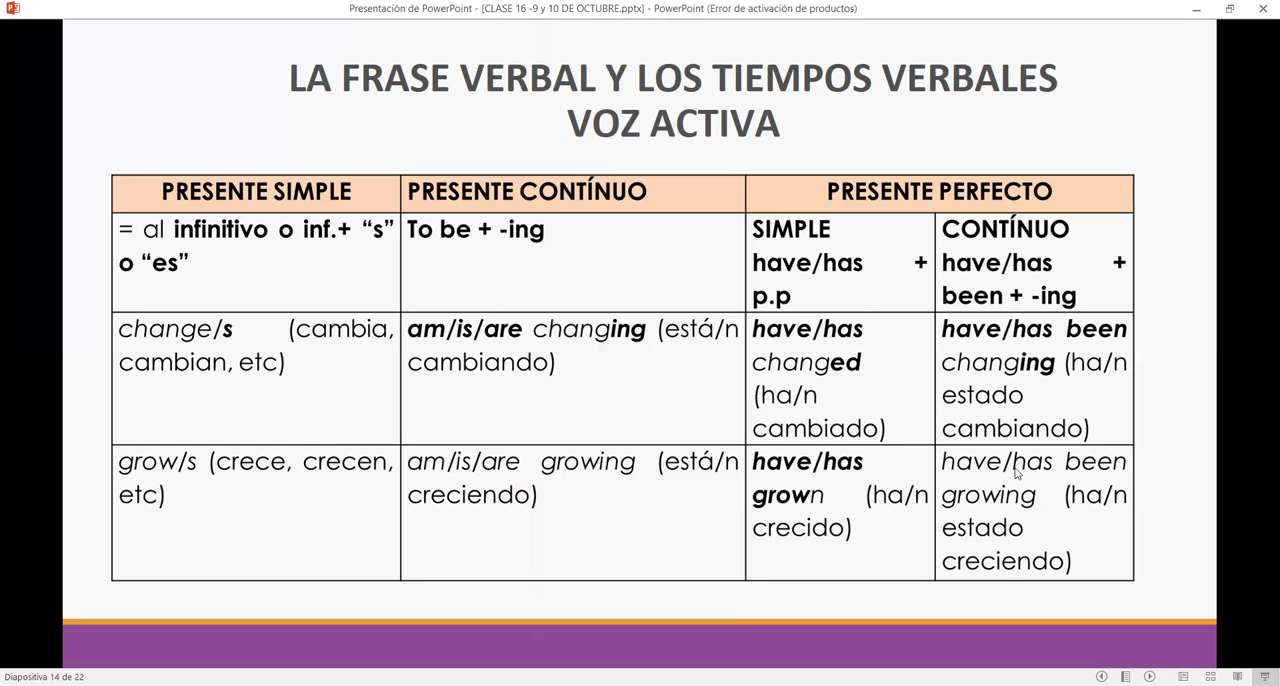 Presentación de PowerPoint - [CLASE 16 -9 y 10 DE OCTUBRE.pptx] - PowerPoint (Error de activación de productos)
LA FRASE VERBAL Y LOS TIEMPOS VERBALES
VOZ ACTIVA
PRESENTE SIMPLE
PRESENTE CONTÍNUO
PRESENTE PERFECTO
= al infinitivo o inf.+ “s”
o “es”
To be + -ing
SIMPLE
have/has +
p.p
CONTÍNUO
have/has +
been + -ing
change/s (cambia,
cambian, etc)
am/is/are changing (está/n
cambiando)
have/has
changed
(ha/n
cambiado)
have/has been
changing (ha/n
estado
cambiando)
grow/s (crece, crecen,
etc)
am/is/are growing (está/n
creciendo)
have/has
grown (ha/n
crecido)
have/has been
growing (ha/n
estado
creciendo)
Diapositiva 14 de 22